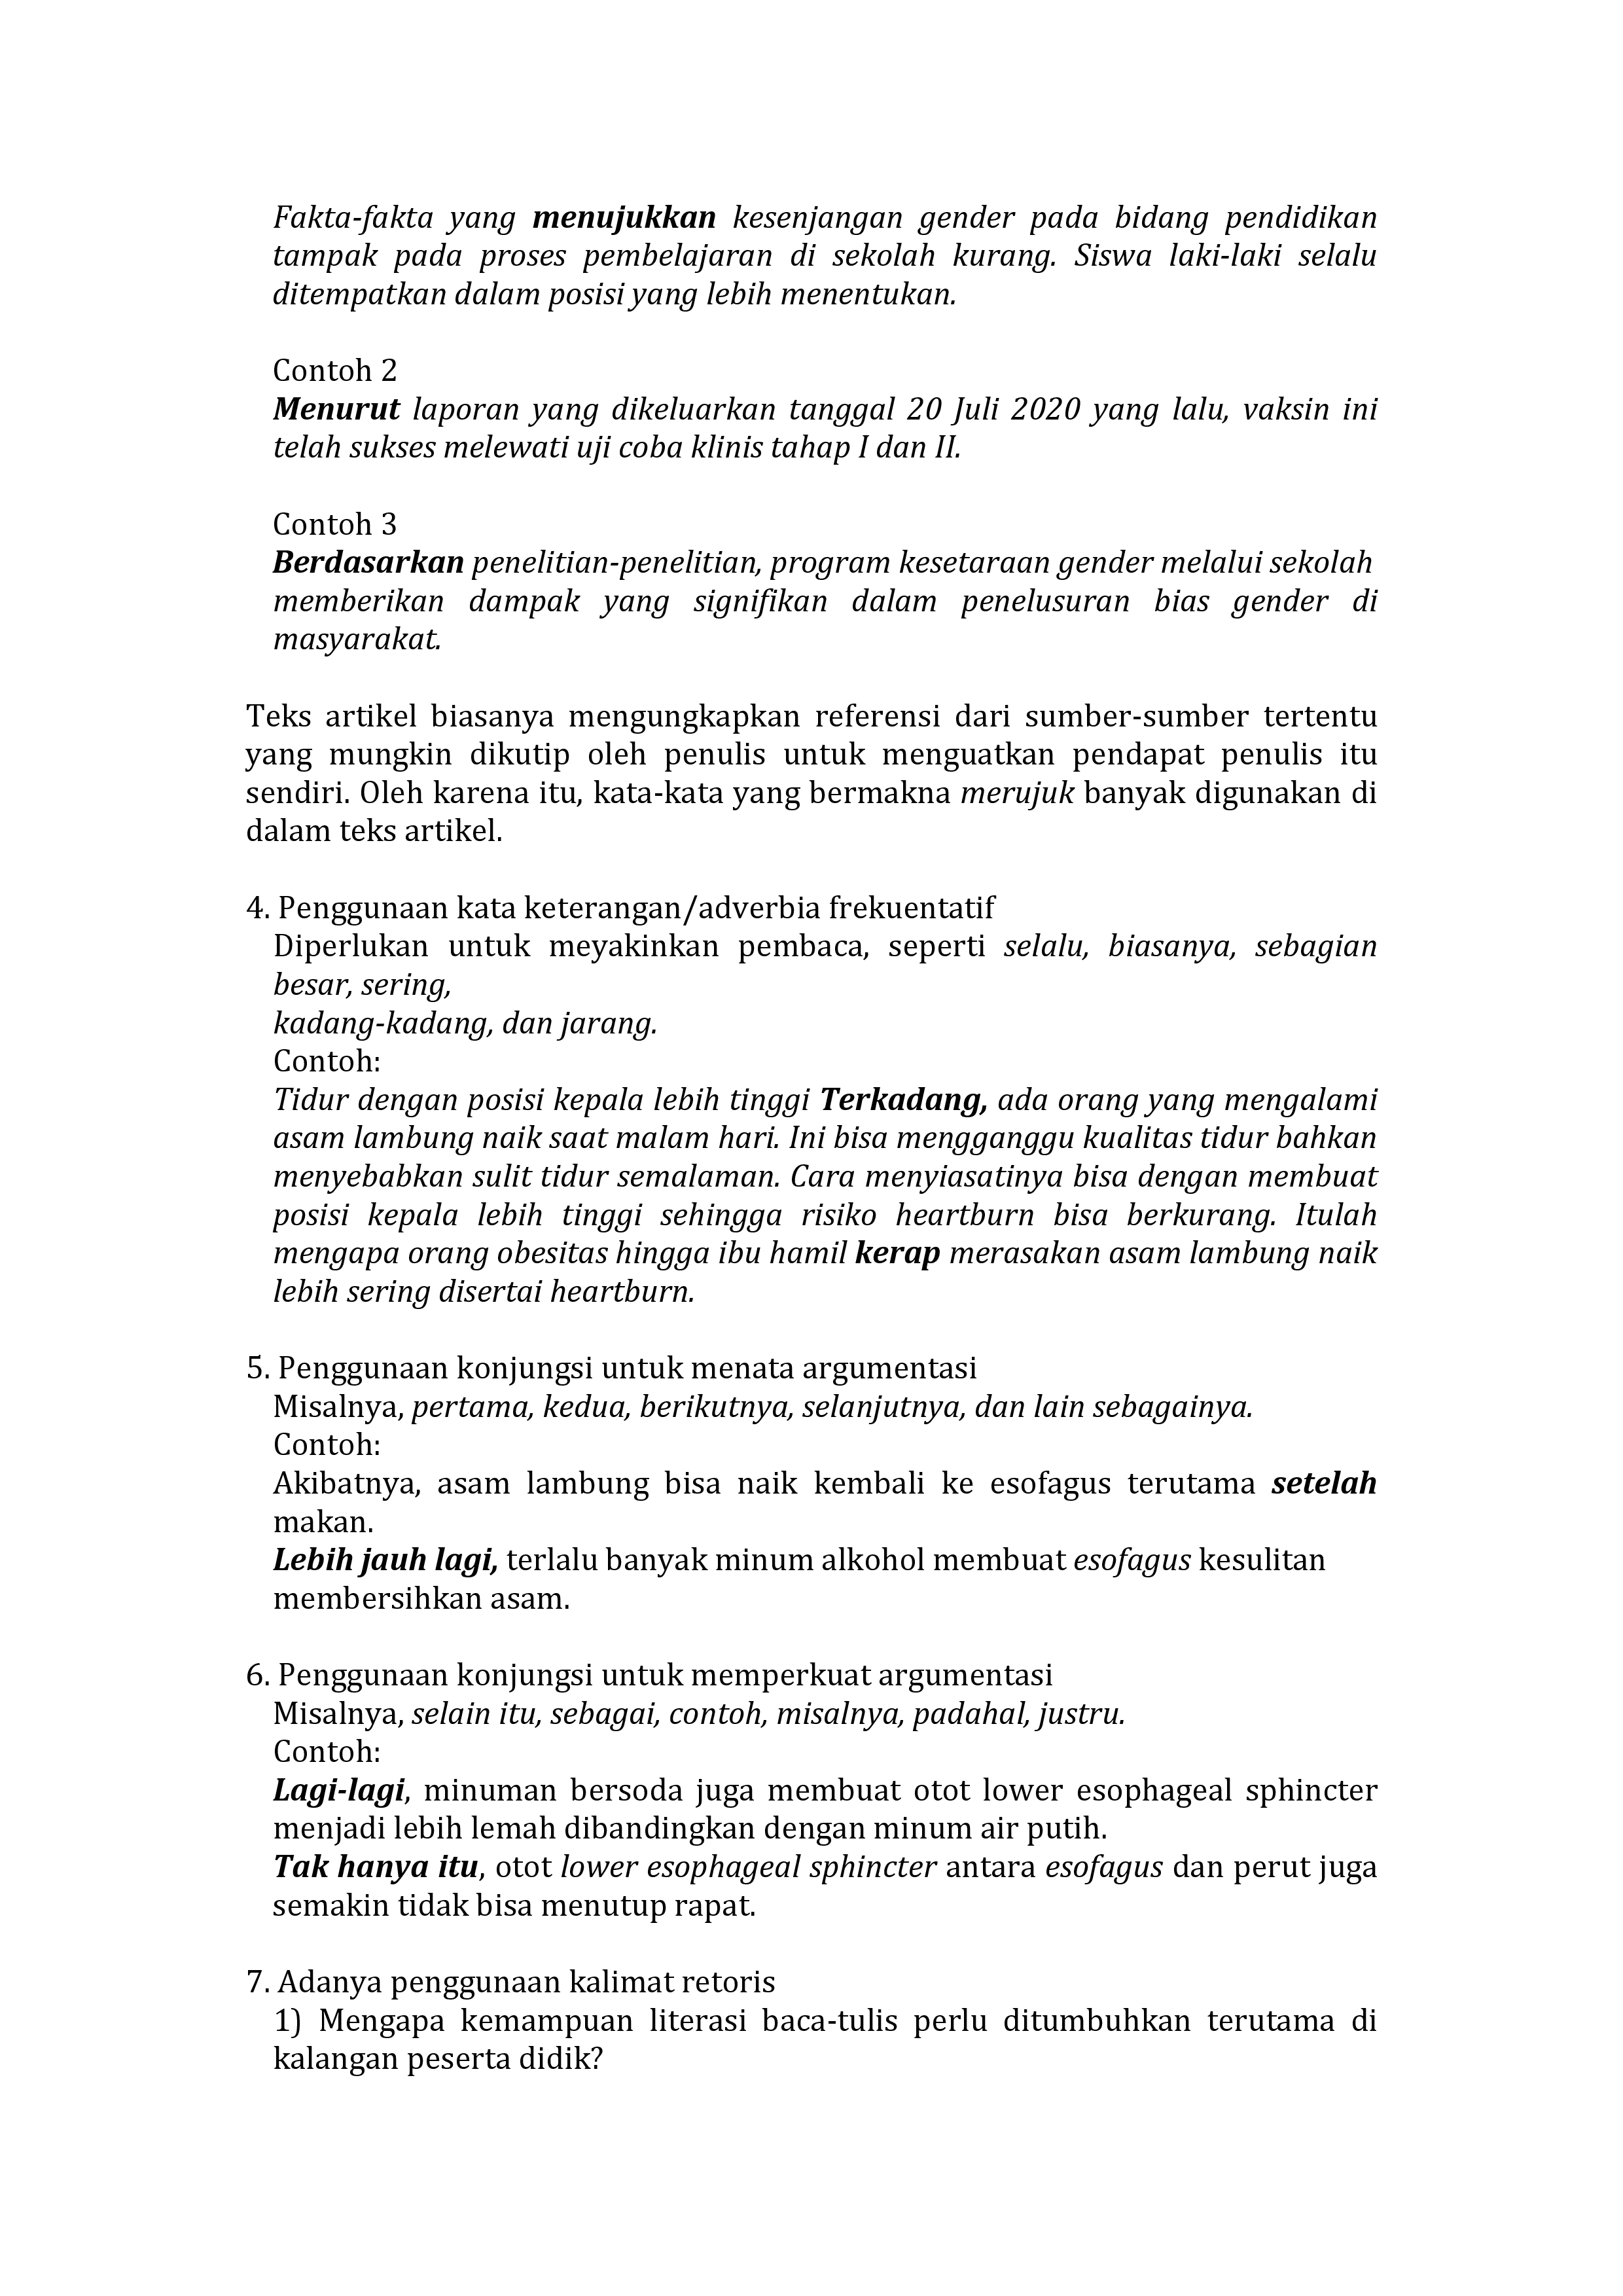 Fakta-fakta yang menujukkan kesenjangan gender pada bidang pendidikan
tampak pada proses pembelajaran di sekolah kurang. Siswa laki-laki selalu
ditempatkan dalam posisi yang lebih menentukan.
Contoh 2
Menurut laporan yang dikeluarkan tanggal 20 Juli 2020 yang lalu, vaksin ini
telah sukses melewati uji coba klinis tahap I dan II.
Contoh 3
Berdasarkan penelitian-penelitian, program kesetaraan gender melalui sekolah
memberikan dampak yang signifikan dalam penelusuran bias gender di
masyarakat.
Teks artikel biasanya mengungkapkan referensi dari sumber-sumber tertentu
yang mungkin dikutip oleh penulis untuk menguatkan pendapat penulis itu
sendiri. Oleh karena itu, kata-kata yang bermakna merujuk banyak digunakan di
dalam teks artikel.
4. Penggunaan kata keterangan/adverbia frekuentatif
Diperlukan untuk meyakinkan pembaca, seperti selalu, biasanya, sebagian
besar, sering,
kadang-kadang, dan jarang.
Contoh:
Tidur dengan posisi kepala lebih tinggi Terkadang, ada orang yang mengalami
asam lambung naik saat malam hari. Ini bisa mengganggu kualitas tidur bahkan
menyebabkan sulit tidur semalaman. Cara menyiasatinya bisa dengan membuat
posisi kepala lebih tinggi sehingga risiko heartburn bisa berkurang. Itulah
mengapa orang obesitas hingga ibu hamil kerap merasakan asam lambung naik
lebih sering disertai heartburn.
5. Penggunaan konjungsi untuk menata argumentasi
Misalnya, pertama, kedua, berikutnya, selanjutnya, dan lain sebagainya.
Contoh:
Akibatnya, asam lambung bisa naik kembali ke esofagus terutama setelah
makan.
Lebih jauh lagi, terlalu banyak minum alkohol membuat esofagus kesulitan
membersihkan asam.
6. Penggunaan konjungsi untuk memperkuat argumentasi
Misalnya, selain itu, sebagai, contoh, misalnya, padahal, justru.
Contoh:
Lagi-lagi, minuman bersoda juga membuat otot lower esophageal sphincter
menjadi lebih lemah dibandingkan dengan minum air putih.
Tak hanya itu, otot lower esophageal sphincter antara esofagus dan perut juga
semakin tidak bisa menutup rapat.
7. Adanya penggunaan kalimat retoris
1) Mengapa kemampuan literasi baca-tulis perlu ditumbuhkan terutama di
kalangan peserta didik?